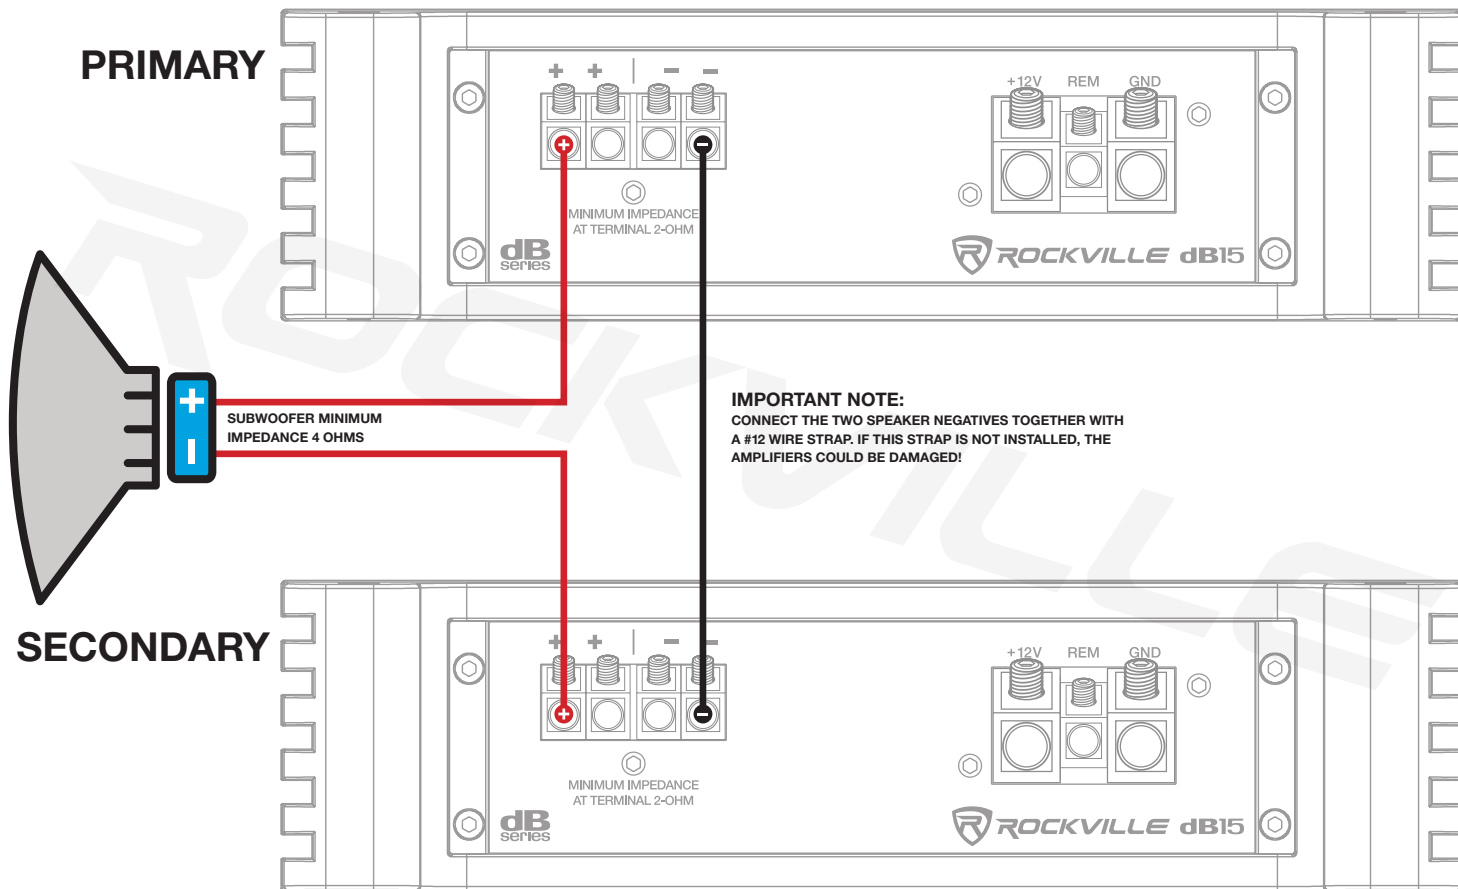 PRIMARY
+ + | – –
+12V REM GND
+ –
MINIMUM IMPEDANCE
AT TERMINAL 2-OHM
dB
series
ROCKVILLE dB15
ROCKVILLE
+
SUBWOOFER MINIMUM
IMPEDANCE 4 OHMS
–
IMPORTANT NOTE:
CONNECT THE TWO SPEAKER NEGATIVES TOGETHER WITH
A #12 WIRE STRAP. IF THIS STRAP IS NOT INSTALLED, THE
AMPLIFIERS COULD BE DAMAGED!
SECONDARY
+ + | – –
+12V REM GND
+ –
MINIMUM IMPEDANCE
AT TERMINAL 2-OHM
dB
series
ROCKVILLE dB15